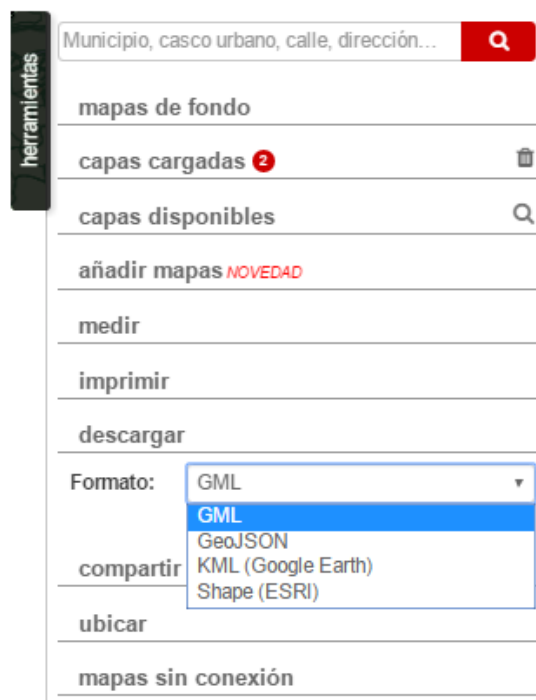 herramientas
Municipio, casco urbano, calle, dirección...
mapas de fondo
capas cargadas 2
capas disponibles
añadir mapas NOVEDAD
medir
imprimir
descargar
Formato: GML
GML
GeoJSON
KML (Google Earth)
Shape (ESRI)
compartir
ubicar
mapas sin conexión